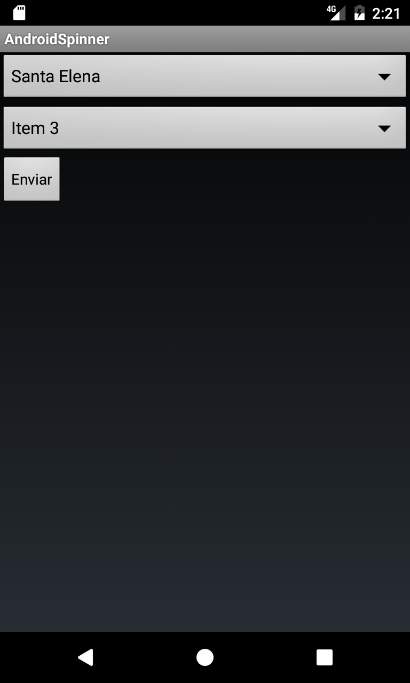 4G 2:21
AndroidSpinner
Santa Elena
Item 3
Enviar